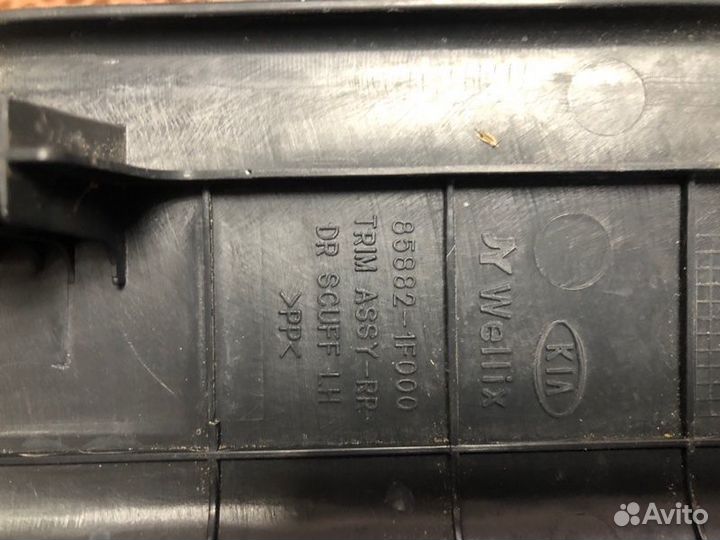 85882-1F000
TRIM ASSY-RR
DR SCUFF LH
>PP<
Wellix
KIA
Avito